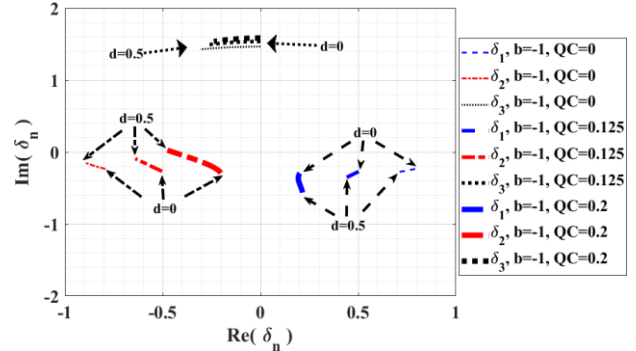 2
1
0
-1
-2
Im( δn )
-1
-0.5
0
0.5
1
Re( δn )
d=0.5
d=0
d=0.5
d=0
d=0
d=0.5
δ1, b=-1, QC=0
δ2, b=-1, QC=0
δ3, b=-1, QC=0
δ1, b=-1, QC=0.125
δ2, b=-1, QC=0.125
δ3, b=-1, QC=0.125
δ1, b=-1, QC=0.2
δ2, b=-1, QC=0.2
δ3, b=-1, QC=0.2